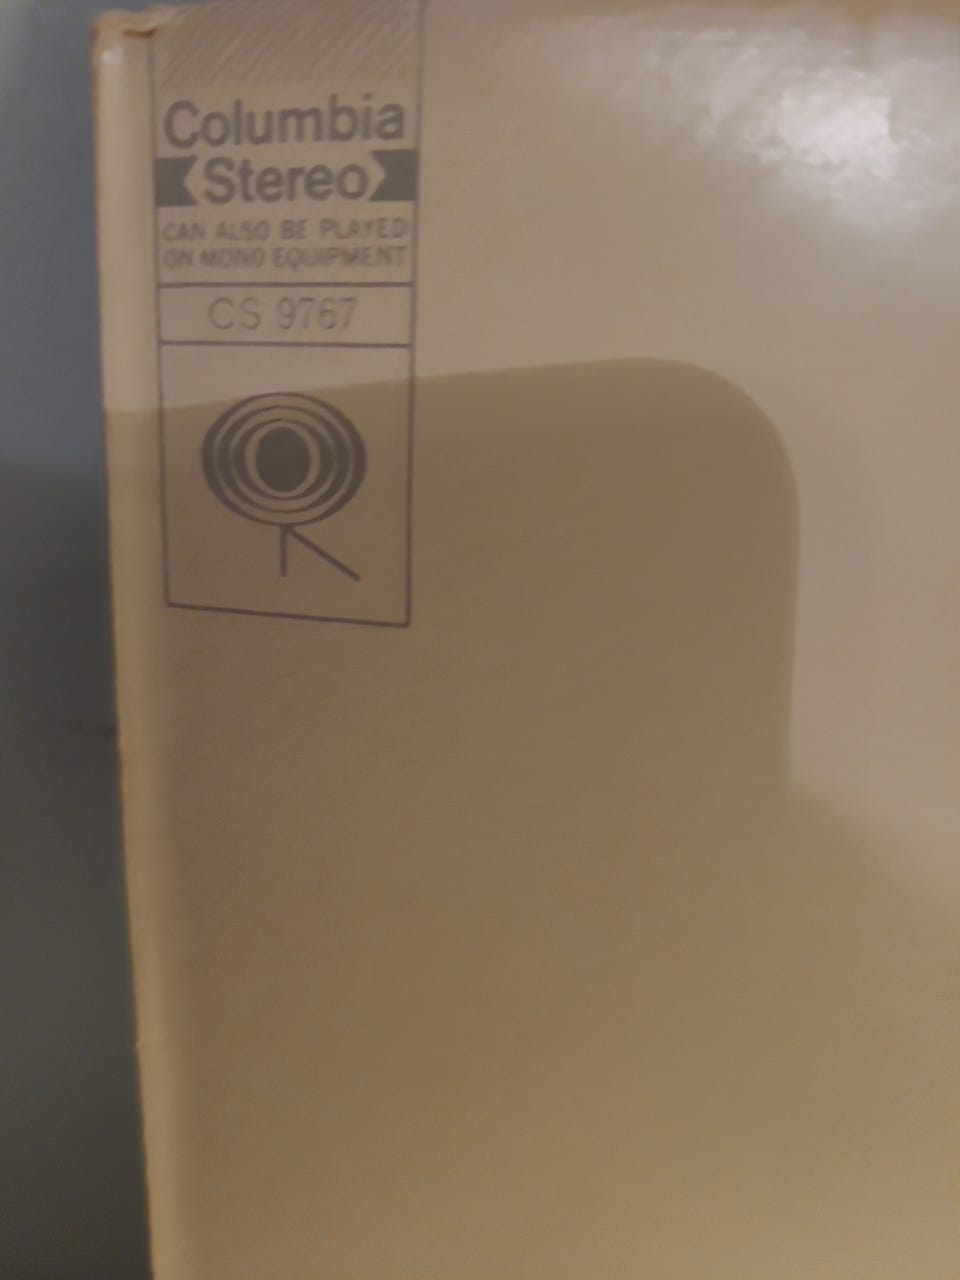 Columbia
Stereo
CAN ALSO BE PLAYED
ON MONO EQUIPMENT
CS 9767